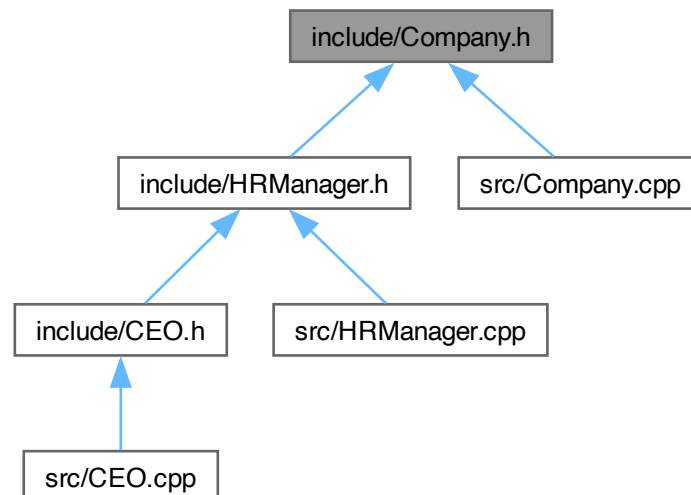 include/Company.h
include/HRManager.h
src/Company.cpp
include/CEO.h
src/HRManager.cpp
src/CEO.cpp